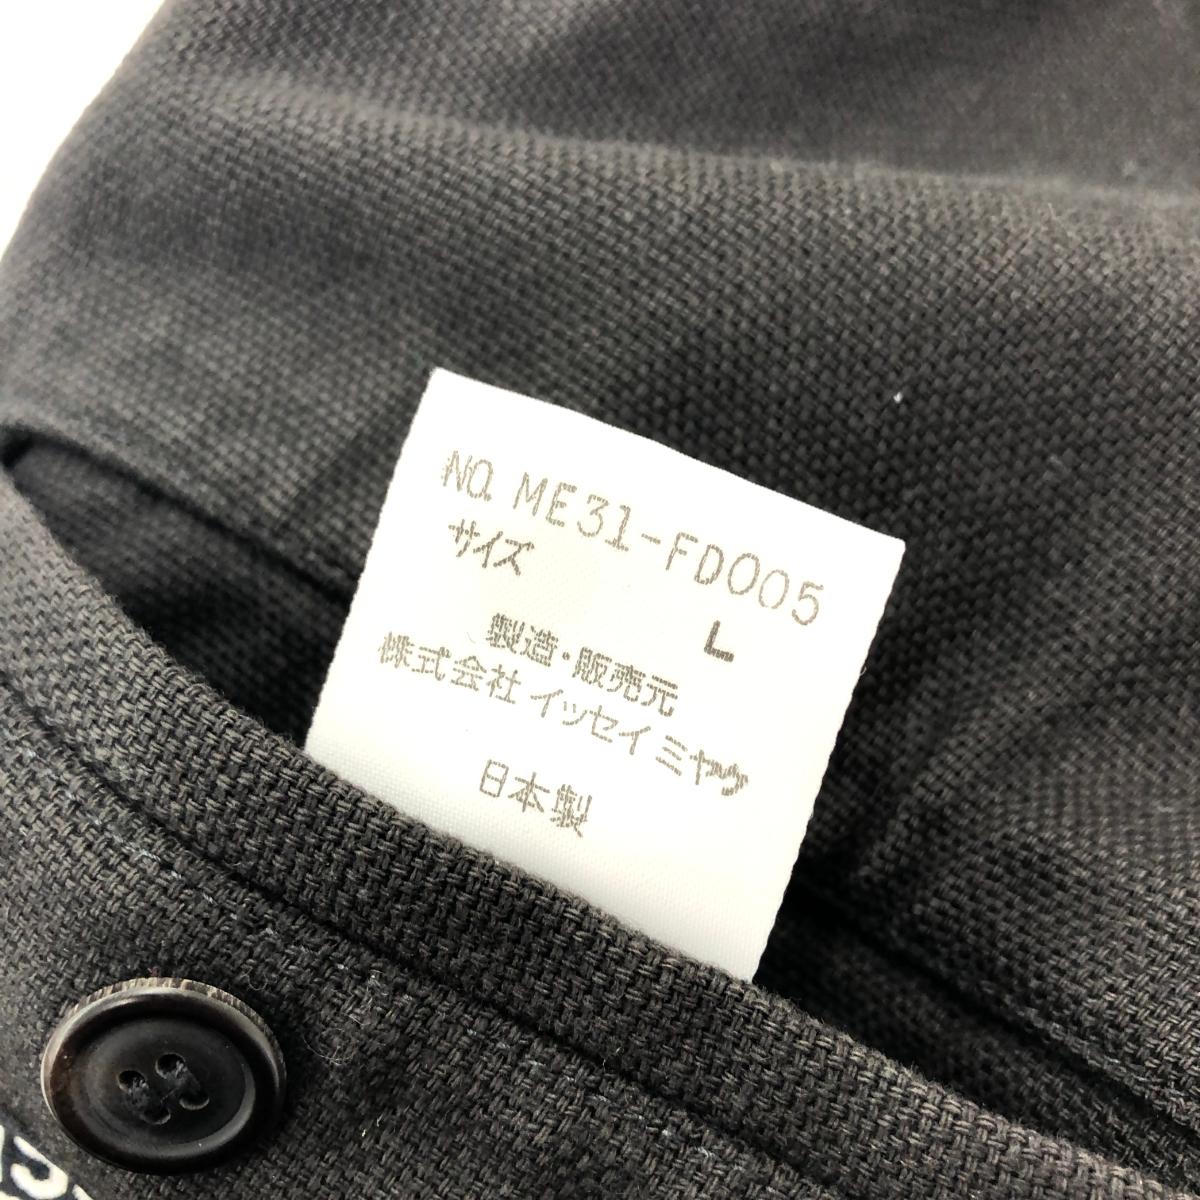 NO. ME31-FD005
サイズ
L
製造・販売元
株式会社 イッセイ ミヤケ
日本製